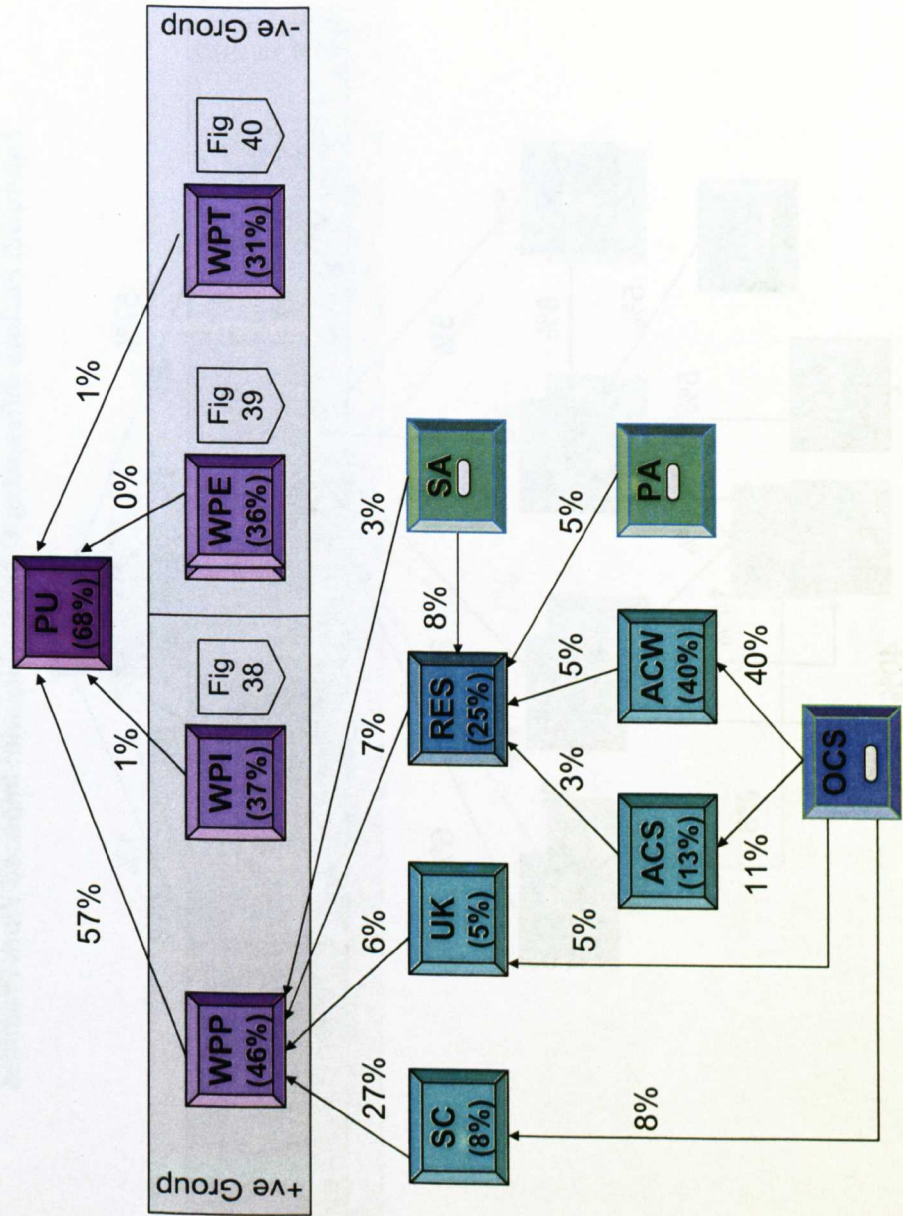 PU
(68%)
57%
1%
0%
1%
+ve Group
WPP
(46%)
WPI
(37%)
Fig
38
WPE
(36%)
Fig
39
WPT
(31%)
Fig
40
-ve Group
27%
6%
7%
3%
SC
(8%)
UK
(5%)
RES
(25%)
8%
SA
5%
3%
5%
5%
ACS
(13%)
ACW
(40%)
PA
8%
11%
40%
OCS